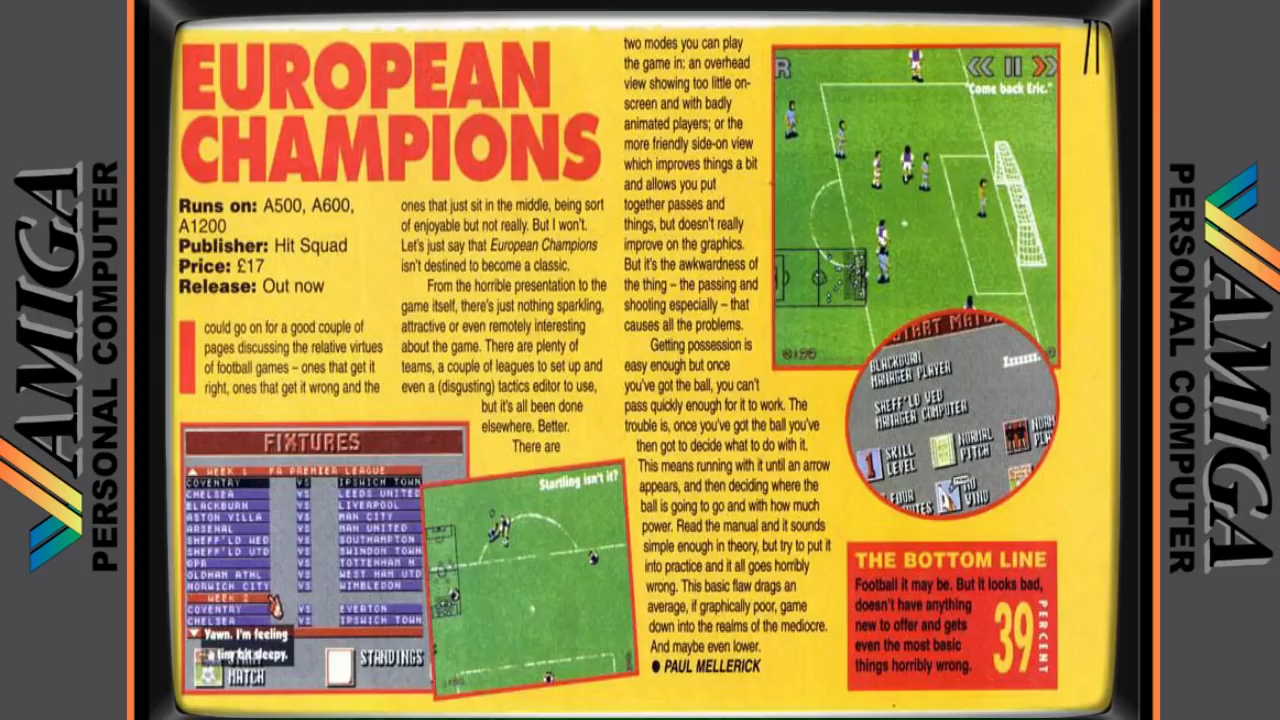 AMIGA
PERSONAL COMPUTER
EUROPEAN
CHAMPIONS
Runs on: A500, A600,
A1200
Publisher: Hit Squad
Price: £17
Release: Out now
I could go on for a good couple of
pages discussing the relative virtues
of football games – ones that get it
right, ones that get it wrong and the
ones that just sit in the middle, being sort
of enjoyable but not really. But I won't.
Let's just say that European Champions
isn't destined to become a classic.
From the horrible presentation to the
game itself, there's just nothing sparkling,
attractive or even remotely interesting
about the game. There are plenty of
teams, a couple of leagues to set up and
even a (disgusting) tactics editor to use,
but it's all been done
elsewhere. Better.
There are
two modes you can play
the game in: an overhead
view showing too little on-
screen and with badly
animated players; or the
more friendly side-on view
which improves things a bit
and allows you put
together passes and
things, but doesn't really
improve on the graphics.
But it's the awkwardness of
the thing – the passing and
shooting especially – that
causes all the problems.
Getting possession is
easy enough but once
you've got the ball, you can't
pass quickly enough for it to work. The
trouble is, once you've got the ball you've
then got to decide what to do with it.
This means running with it until an arrow
appears, and then deciding where the
ball is going to go and with how much
power. Read the manual and it sounds
simple enough in theory, but try to put it
into practice and it all goes horribly
wrong. This basic flaw drags an
average, if graphically poor, game
down into the realms of the mediocre.
And maybe even lower.
● PAUL MELLERICK
FIXTURES
WEEK 1 FA PREMIER LEAGUE
COVENTRY VS IPSWICH TOWN
CHELSEA VS LEEDS UNITED
BLACKBURN VS LIVERPOOL
ASTON VILLA VS MAN CITY
ARSENAL VS MAN UNITED
SHEFF'LD WED VS SOUTHAMPTON
SHEFF'LD UTD VS SWINDON TOWN
QPR VS TOTTENHAM H
OLDHAM ATHL VS WEST HAM UTD
NORWICH CITY VS WIMBLEDON
WEEK 2
COVENTRY VS EVERTON
CHELSEA VS IPSWICH TOWN
Yawn. I'm feeling
a tiny bit sleepy.
MATCH
STANDINGS
Startling isn't it?
71
R
"Come back Eric."
START MATCH
BLACKBURN
MANAGER PLAYER
Zzzzzzz.
SHEFF'LD WED
MANAGER COMPUTER
1 SKILL
LEVEL
NORMAL
PITCH
NORM
PLA
FOUR
NO
WIND
THE BOTTOM LINE
Football it may be. But it looks bad,
doesn't have anything
new to offer and gets
even the most basic
things horribly wrong.
39
PERCENT
AMIGA
PERSONAL COMPUTER